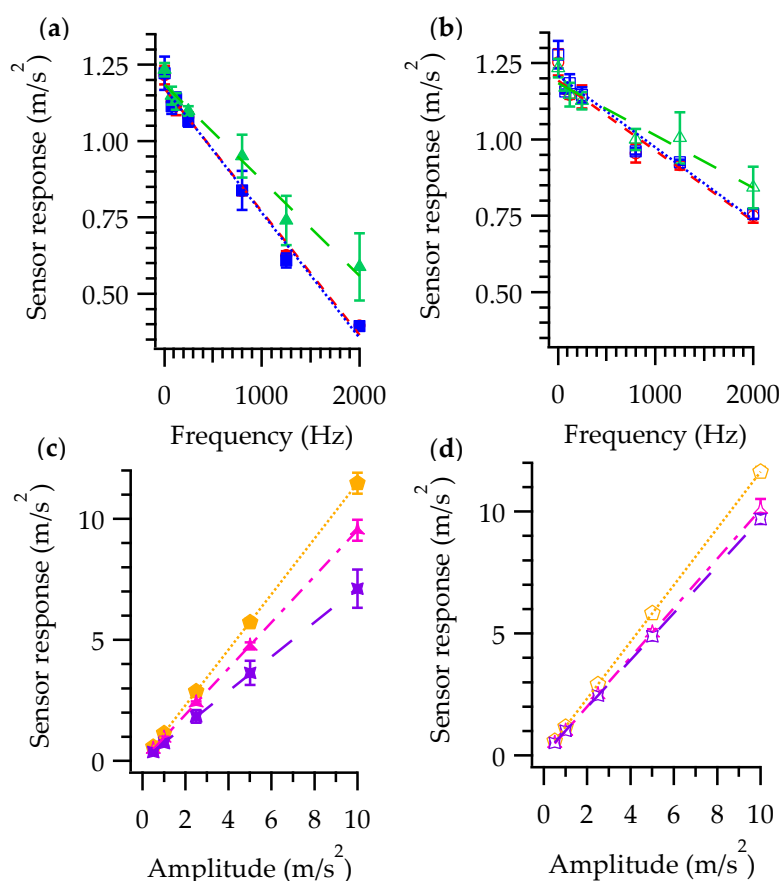 (a)
Sensor response (m/s²)
1.25
1.00
0.75
0.50
0
1000
2000
Frequency (Hz)
(b)
Sensor response (m/s²)
1.25
1.00
0.75
0.50
0
1000
2000
Frequency (Hz)
(c)
Sensor response (m/s²)
10
5
0
0
2
4
6
8
10
Amplitude (m/s²)
(d)
Sensor response (m/s²)
10
5
0
0
2
4
6
8
10
Amplitude (m/s²)